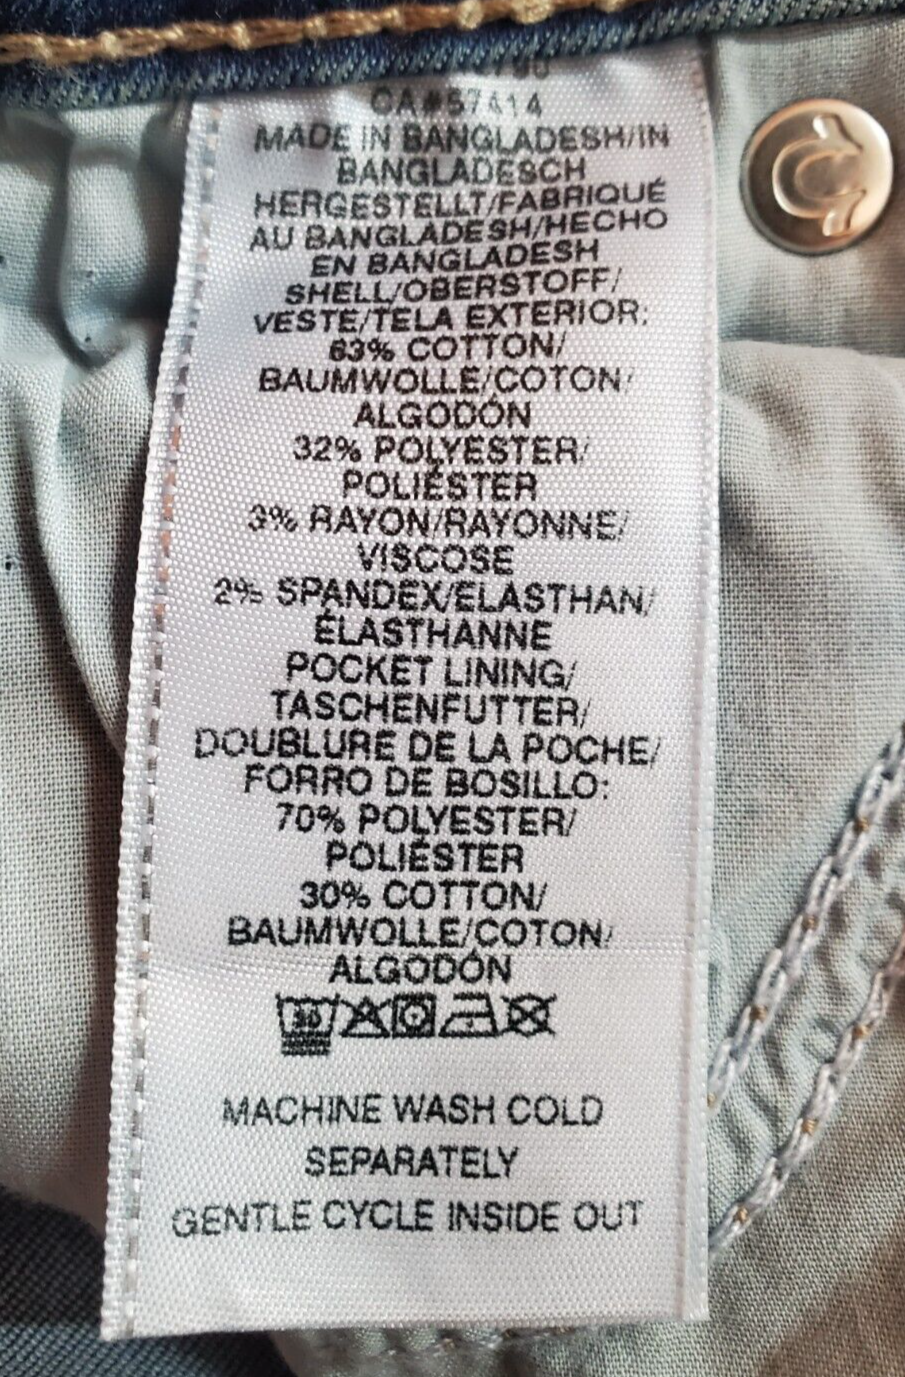 CA#57414
MADE IN BANGLADESH/IN
BANGLADESCH
HERGESTELLT/FABRIQUÉ
AU BANGLADESH/HECHO
EN BANGLADESH
SHELL/OBERSTOFF/
VESTE/TELA EXTERIOR:
63% COTTON/
BAUMWOLLE/COTON/
ALGODÓN
32% POLYESTER/
POLIÉSTER
3% RAYON/RAYONNE/
VISCOSE
2% SPANDEX/ELASTHAN/
ÉLASTHANNE
POCKET LINING/
TASCHENFUTTER/
DOUBLURE DE LA POCHE/
FORRO DE BOSILLO:
70% POLYESTER/
POLIÉSTER
30% COTTON/
BAUMWOLLE/COTON/
ALGODÓN
30
MACHINE WASH COLD
SEPARATELY
GENTLE CYCLE INSIDE OUT